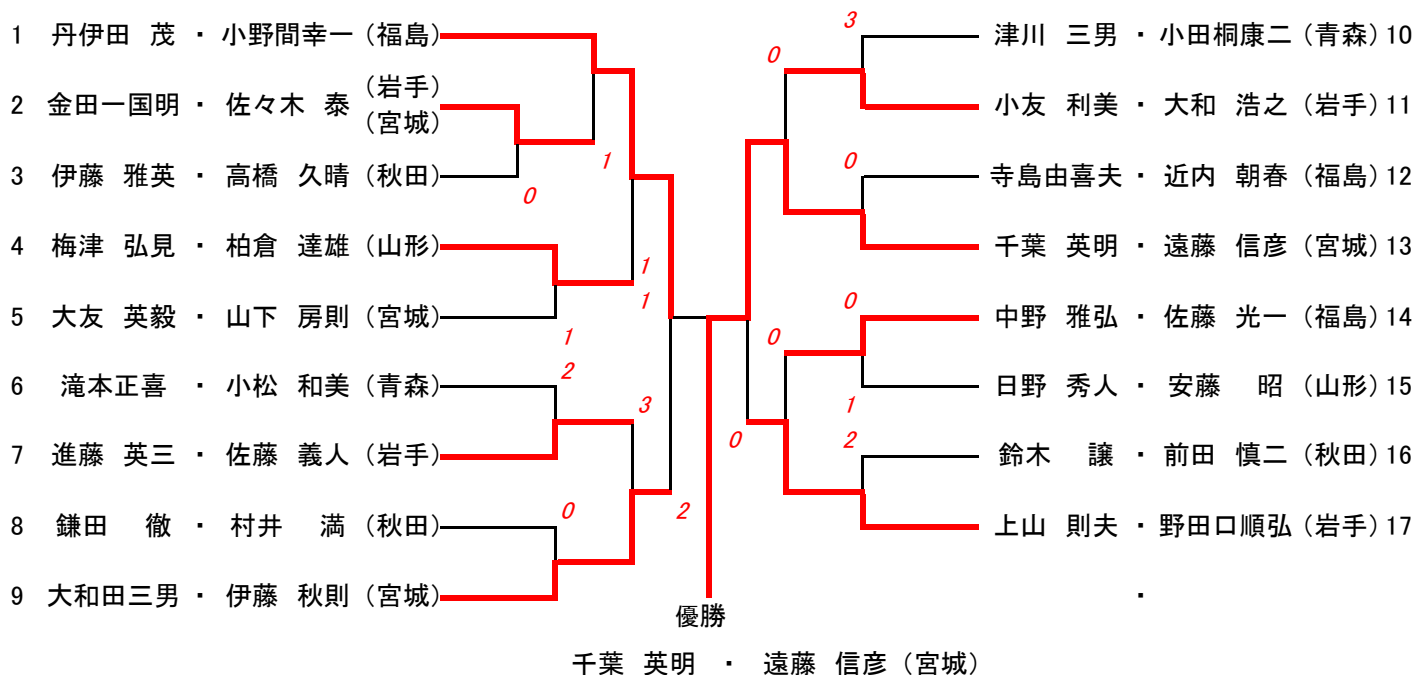 1 丹伊田 茂 ・ 小野間幸一 (福島)
2 金田一国明 ・ 佐々木 泰 (岩手)
(宮城)
3 伊藤 雅英 ・ 高橋 久晴 (秋田)
4 梅津 弘見 ・ 柏倉 達雄 (山形)
5 大友 英毅 ・ 山下 房則 (宮城)
6 滝本正喜 ・ 小松 和美 (青森)
7 進藤 英三 ・ 佐藤 義人 (岩手)
8 鎌田 徹 ・ 村井 満 (秋田)
9 大和田三男 ・ 伊藤 秋則 (宮城)
1
0
1
1
1
2
3
0
2
3
0
0
0
0
1
0
2
津川 三男 ・ 小田桐康二 (青森) 10
小友 利美 ・ 大和 浩之 (岩手) 11
寺島由喜夫 ・ 近内 朝春 (福島) 12
千葉 英明 ・ 遠藤 信彦 (宮城) 13
中野 雅弘 ・ 佐藤 光一 (福島) 14
日野 秀人 ・ 安藤 昭 (山形) 15
鈴木 譲 ・ 前田 慎二 (秋田) 16
上山 則夫 ・ 野田口順弘 (岩手) 17
・
優勝
千葉 英明 ・ 遠藤 信彦 (宮城)